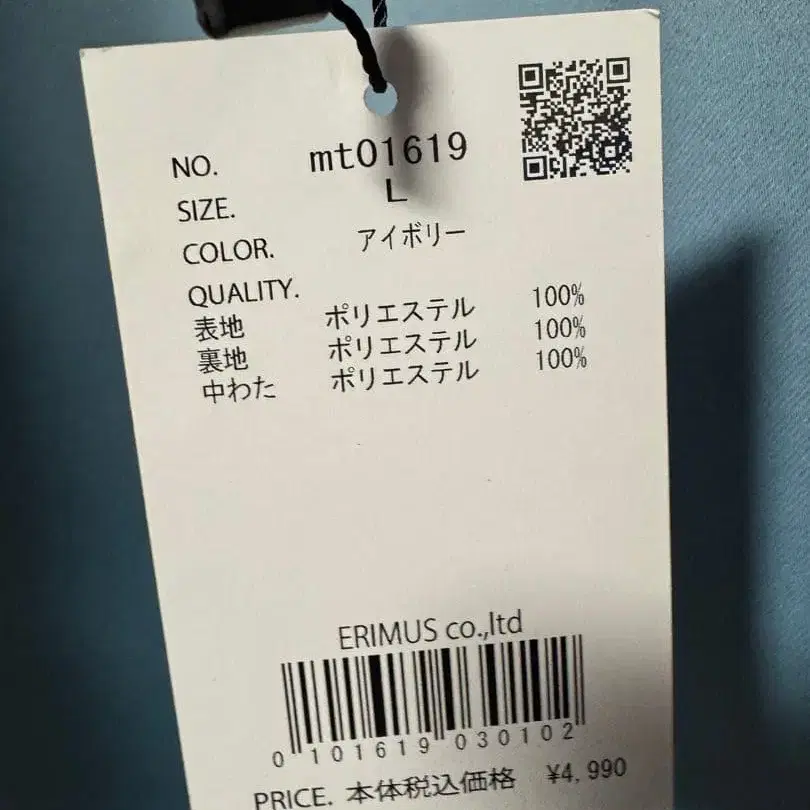 NO. mt01619
SIZE. L
COLOR. アイボリー
QUALITY.
表地 ポリエステル 100%
裏地 ポリエステル 100%
中わた ポリエステル 100%
ERIMUS co.,ltd
0 101619 030102
PRICE. 本体税込価格 ¥4,990